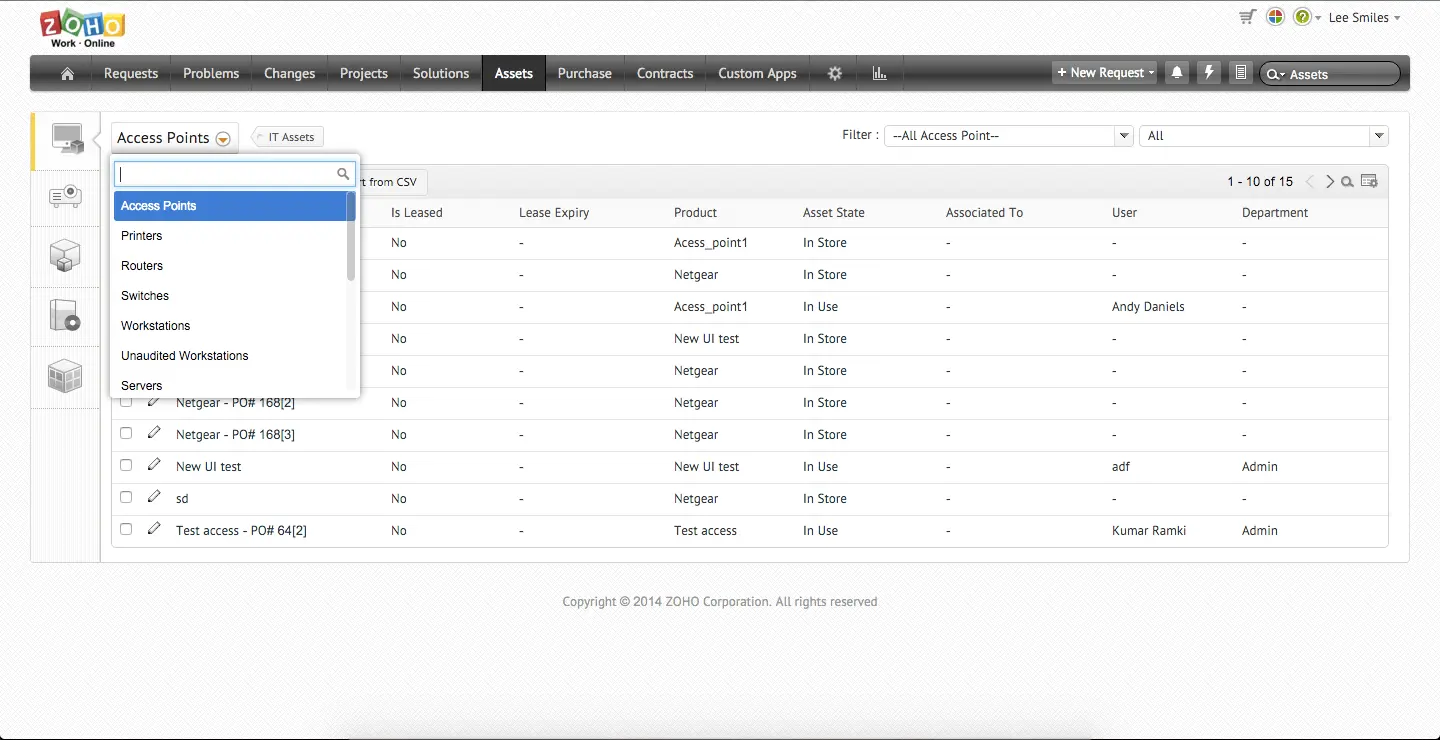 ZOHO
Work · Online
Lee Smiles
Requests Problems Changes Projects Solutions Assets Purchase Contracts Custom Apps + New Request Assets
Access Points IT Assets Filter : --All Access Point-- All
from CSV 1 - 10 of 15
Is Leased Lease Expiry Product Asset State Associated To User Department
Access Points
Printers
Routers
Switches
Workstations
Unaudited Workstations
Servers
No - Acess_point1 In Store - - -
No - Netgear In Store - - -
No - Acess_point1 In Use - Andy Daniels -
No - New UI test In Store - - -
No - Netgear In Store - - -
Netgear - PO# 168[2] No - Netgear In Store - - -
Netgear - PO# 168[3] No - Netgear In Store - - -
New UI test No - New UI test In Use - adf Admin
sd No - Netgear In Store - - -
Test access - PO# 64[2] No - Test access In Use - Kumar Ramki Admin
Copyright © 2014 ZOHO Corporation. All rights reserved